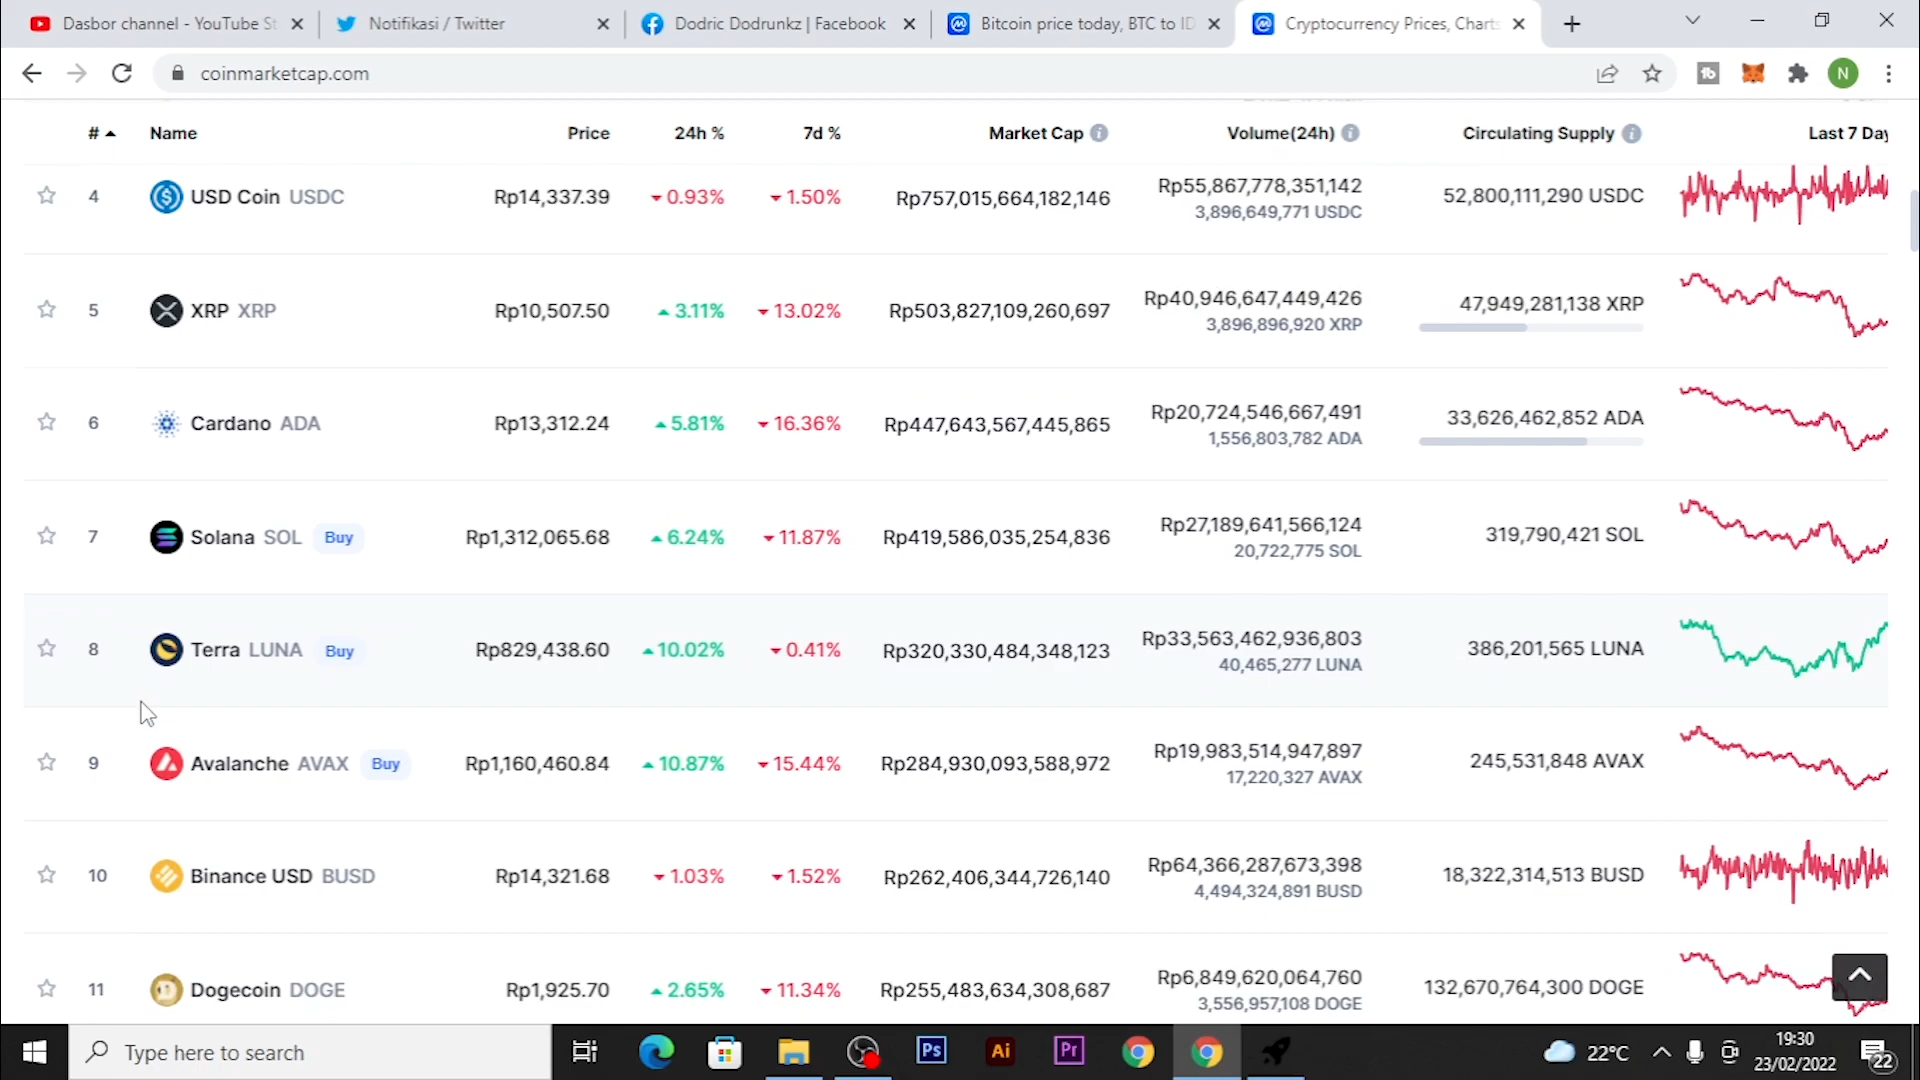 Dasbor channel - YouTube St
Notifikasi / Twitter
Dodric Dodrunkz | Facebook
Bitcoin price today, BTC to ID
Cryptocurrency Prices, Charts
coinmarketcap.com
N
# Name Price 24h % 7d % Market Cap Volume(24h) Circulating Supply Last 7 Day
4 USD Coin USDC Rp14,337.39 0.93% 1.50% Rp757,015,664,182,146 Rp55,867,778,351,142 52,800,111,290 USDC
3,896,649,771 USDC
5 XRP XRP Rp10,507.50 3.11% 13.02% Rp503,827,109,260,697 Rp40,946,647,449,426 47,949,281,138 XRP
3,896,896,920 XRP
6 Cardano ADA Rp13,312.24 5.81% 16.36% Rp447,643,567,445,865 Rp20,724,546,667,491 33,626,462,852 ADA
1,556,803,782 ADA
7 Solana SOL Buy Rp1,312,065.68 6.24% 11.87% Rp419,586,035,254,836 Rp27,189,641,566,124 319,790,421 SOL
20,722,775 SOL
8 Terra LUNA Buy Rp829,438.60 10.02% 0.41% Rp320,330,484,348,123 Rp33,563,462,936,803 386,201,565 LUNA
40,465,277 LUNA
9 Avalanche AVAX Buy Rp1,160,460.84 10.87% 15.44% Rp284,930,093,588,972 Rp19,983,514,947,897 245,531,848 AVAX
17,220,327 AVAX
10 Binance USD BUSD Rp14,321.68 1.03% 1.52% Rp262,406,344,726,140 Rp64,366,287,673,398 18,322,314,513 BUSD
4,494,324,891 BUSD
11 Dogecoin DOGE Rp1,925.70 2.65% 11.34% Rp255,483,634,308,687 Rp6,849,620,064,760 132,670,764,300 DOGE
3,556,957,108 DOGE
Type here to search
Ps
Ai
Pr
22°C
19:30
23/02/2022
22